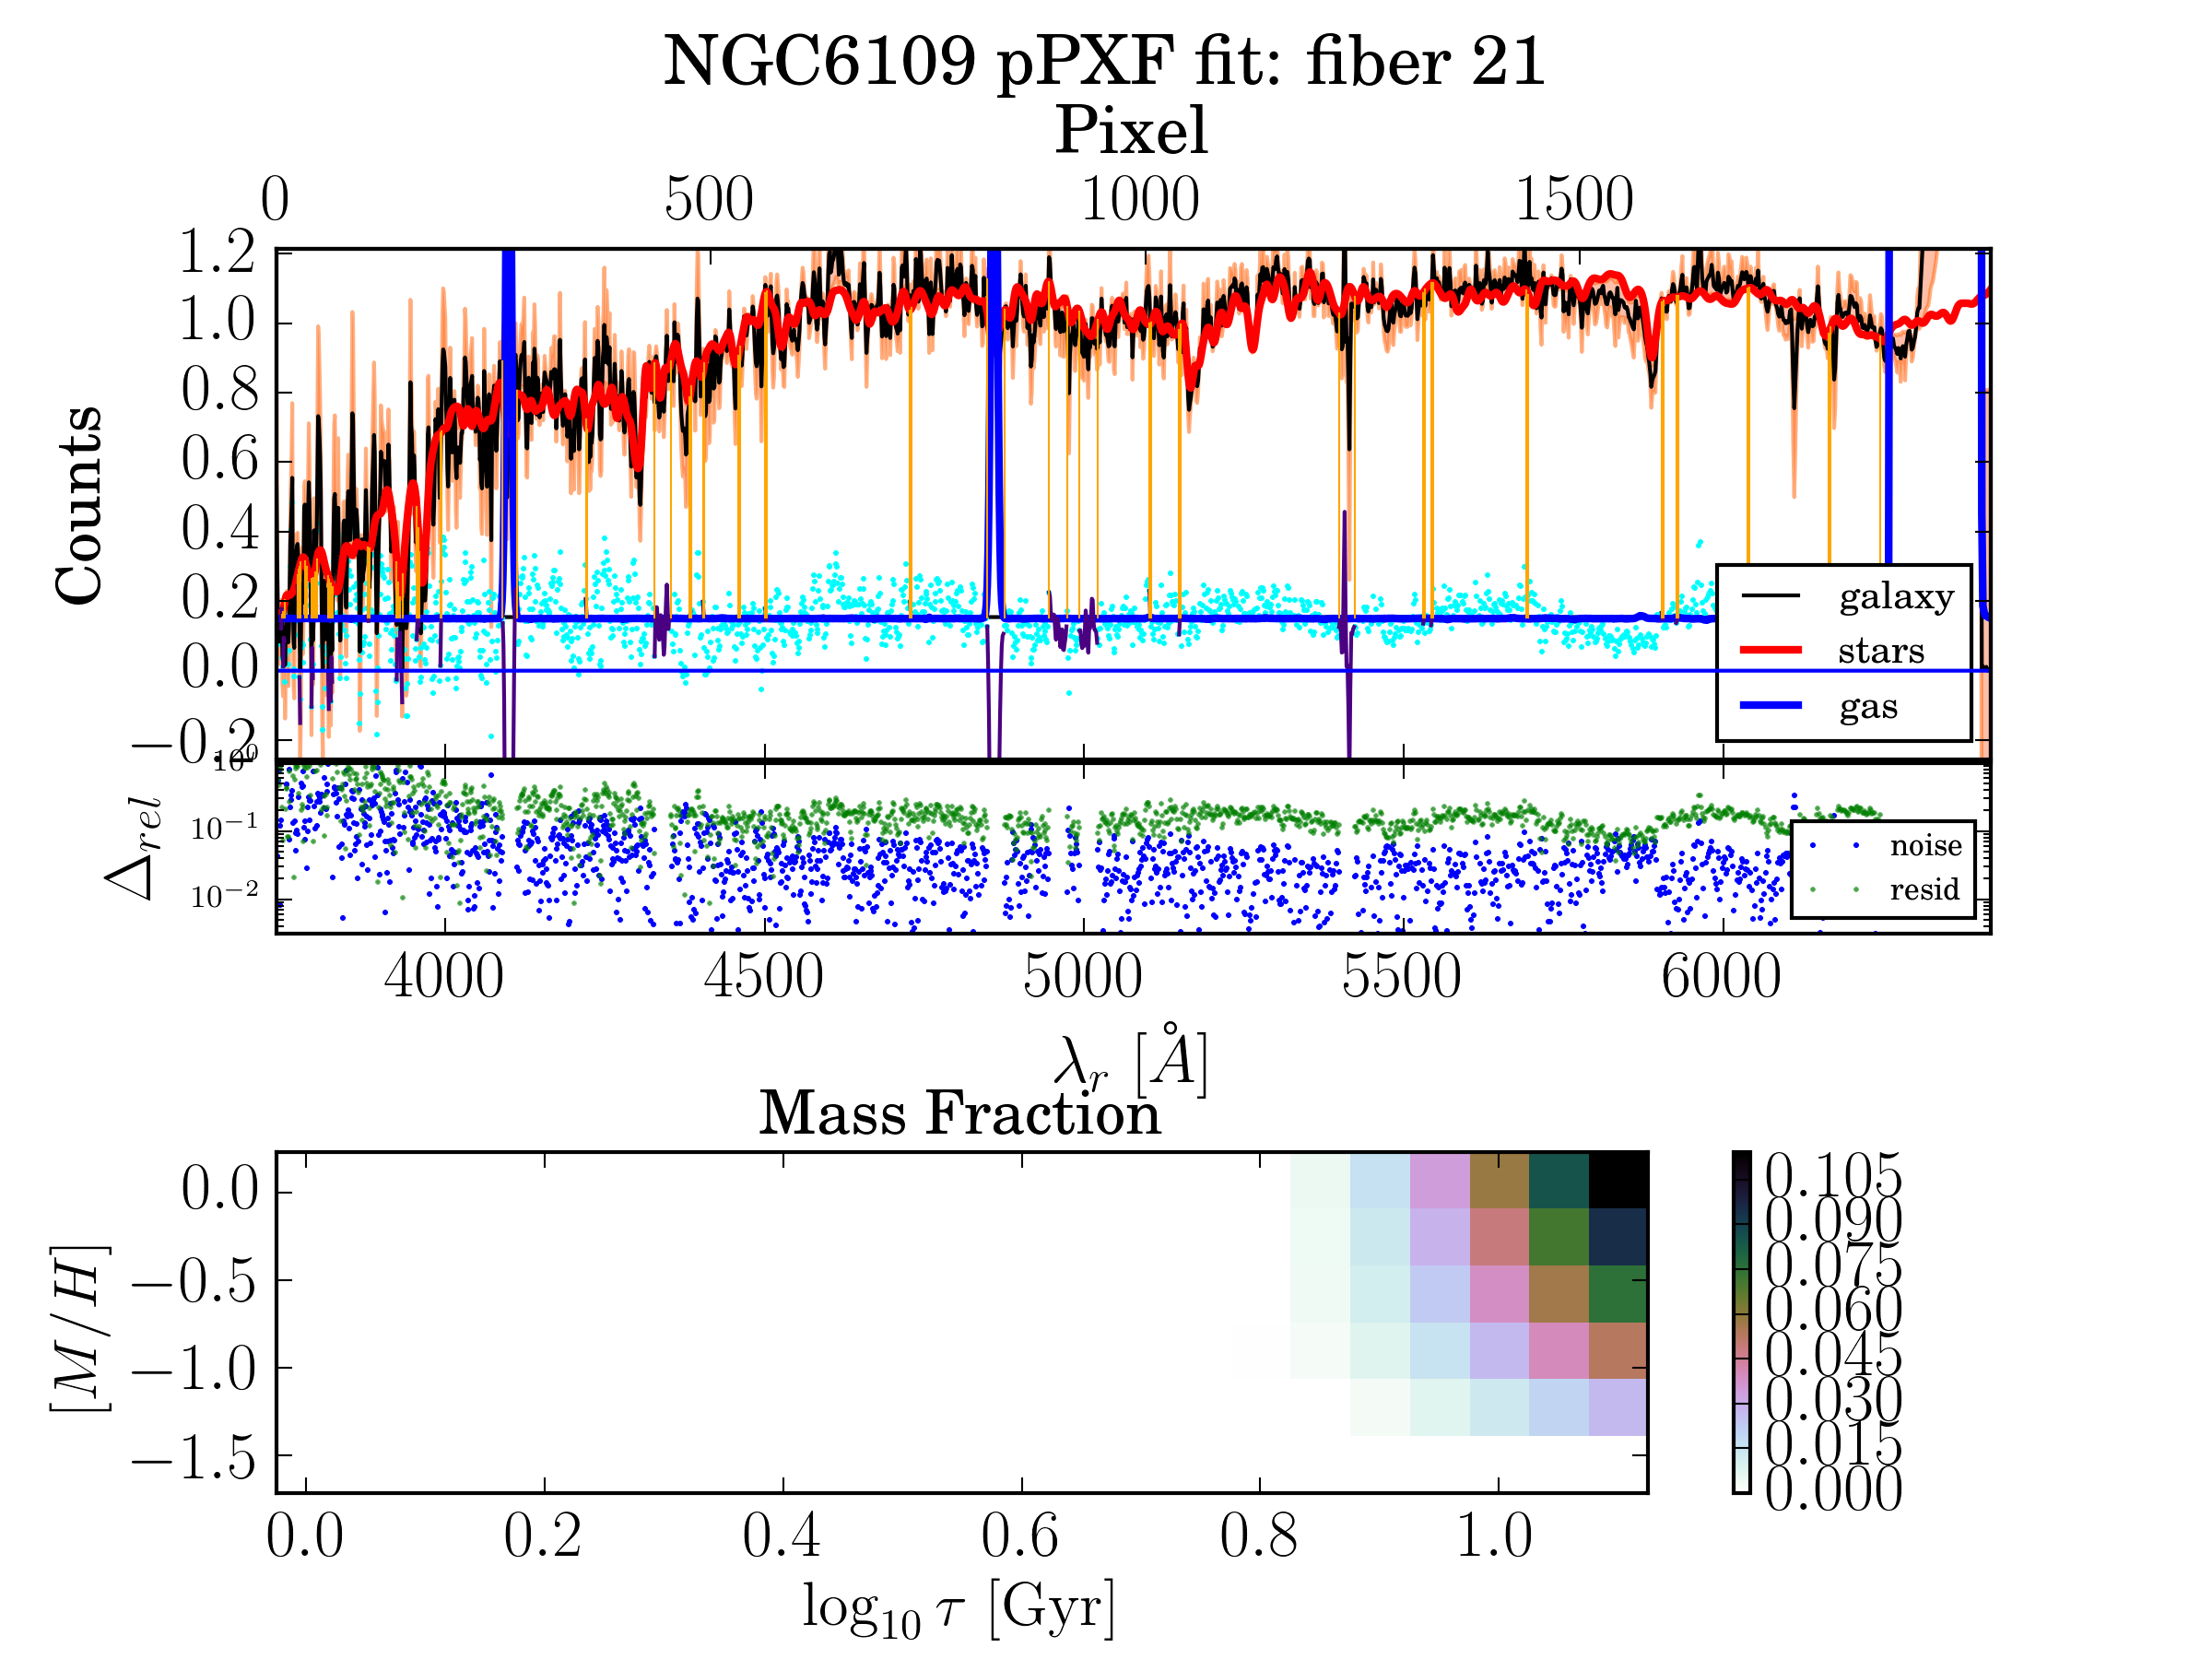 NGC6109 pPXF fit: fiber 21
Pixel
0 500 1000 1500
1.2
1.0
0.8
0.6
0.4
0.2
0.0
−0.2
Counts
galaxy
stars
gas
10⁰
10⁻¹
10⁻²
Δrel
noise
resid
4000 4500 5000 5500 6000
λr [Å]
Mass Fraction
0.0
−0.5
−1.0
−1.5
[M/H]
0.105
0.090
0.075
0.060
0.045
0.030
0.015
0.000
0.0 0.2 0.4 0.6 0.8 1.0
log₁₀ τ [Gyr]